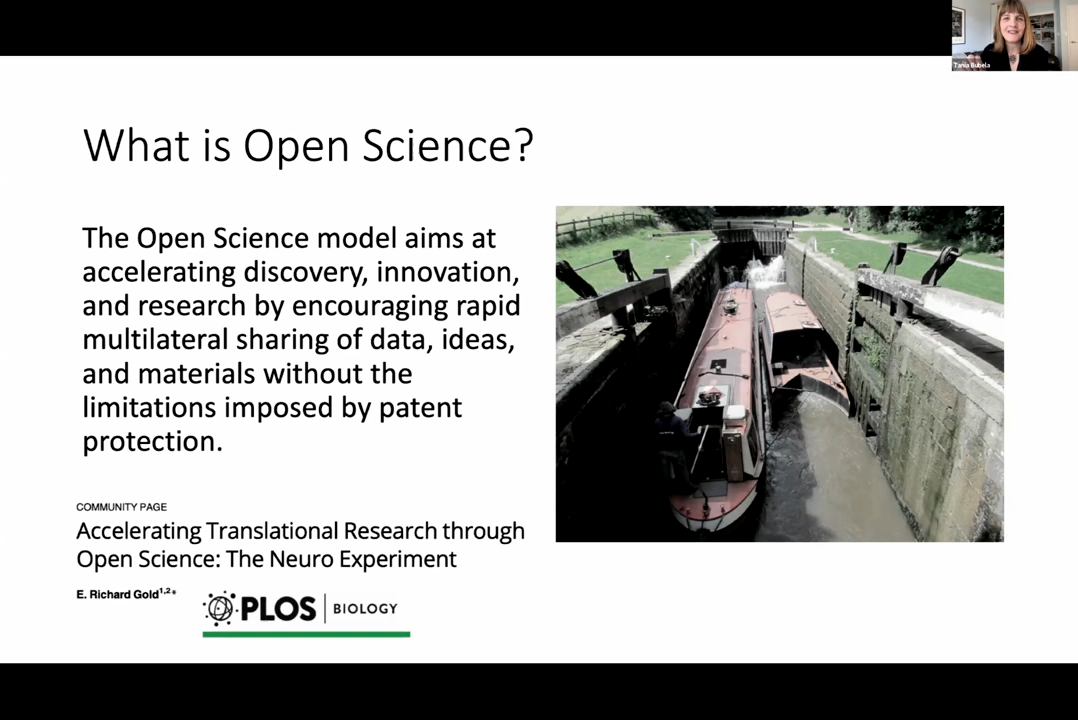 Tania Bubela
What is Open Science?
The Open Science model aims at
accelerating discovery, innovation,
and research by encouraging rapid
multilateral sharing of data, ideas,
and materials without the
limitations imposed by patent
protection.
COMMUNITY PAGE
Accelerating Translational Research through
Open Science: The Neuro Experiment
E. Richard Gold1,2*
PLOS | BIOLOGY